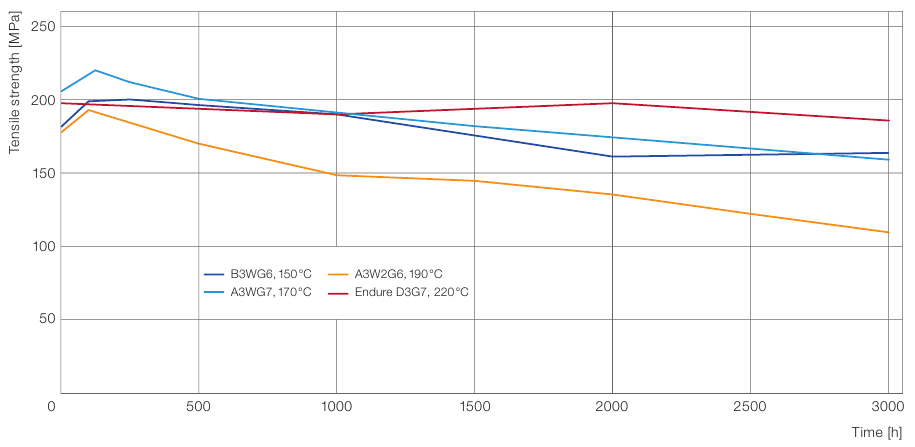 Tensile strength [MPa]
250
200
150
100
50
0
B3WG6, 150°C
A3W2G6, 190°C
A3WG7, 170°C
Endure D3G7, 220°C
500
1000
1500
2000
2500
3000
Time [h]